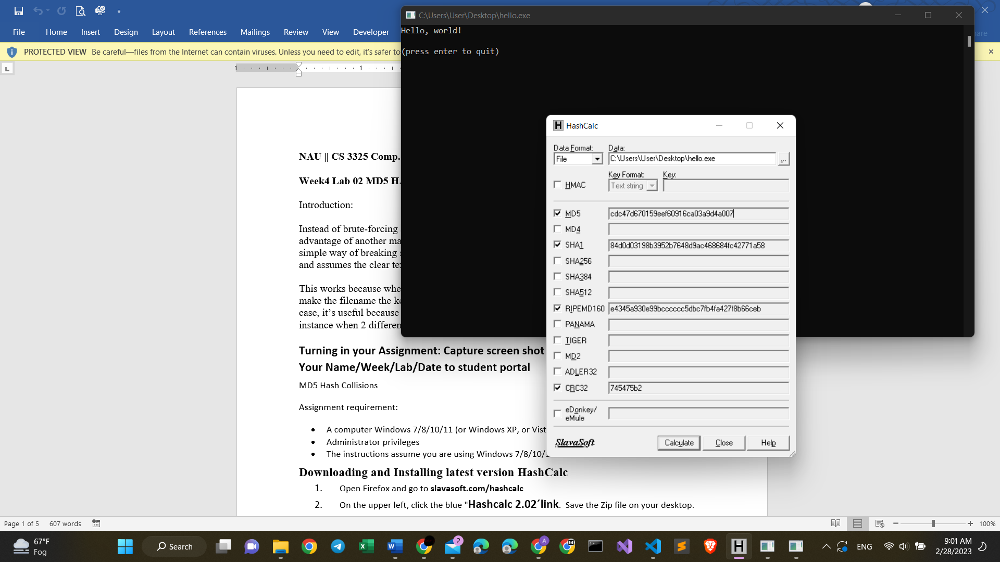 File Home Insert Design Layout References Mailings Review View Developer
PROTECTED VIEW Be careful—files from the Internet can contain viruses. Unless you need to edit, it's safer to
1 1
NAU || CS 3325 Comp.
Week4 Lab 02 MD5
Introduction:
Instead of brute-forcing
advantage of another
simple way of breaking
and assumes the clear
This works because
make the filename the
case, it's useful because
instance when 2
Turning in your Assignment: Capture screen shot
Your Name/Week/Lab/Date to student portal
MD5 Hash Collisions
Assignment requirement:
• A computer Windows 7/8/10/11 (or Windows XP, or Vist
• Administrator privileges
• The instructions assume you are using Windows 7/8/10/
Downloading and Installing latest version HashCalc
1. Open Firefox and go to slavasoft.com/hashcalc
2. On the upper left, click the blue "Hashcalc 2.02´link. Save the Zip file on your desktop.
C:\Users\User\Desktop\hello.exe
Hello, world!
(press enter to quit)
H HashCalc
Data Format: Data:
File C:\Users\User\Desktop\hello.exe ...
Key Format: Key:
HMAC Text string
MD5 cdc47d670159eef60916ca03a9d4a007
MD4
SHA1 84d0d03198b3952b7648d9ac468684fc42771a58
SHA256
SHA384
SHA512
RIPEMD160 e4345a930e99bcccccc5dbc7fb4fa427f8b66ceb
PANAMA
TIGER
MD2
ADLER32
CRC32 745475b2
eDonkey/
eMule
SlavaSoft Calculate Close Help
Page 1 of 5 607 words 100%
67°F
Fog
Search
2
A
ENG
9:01 AM
2/28/2023